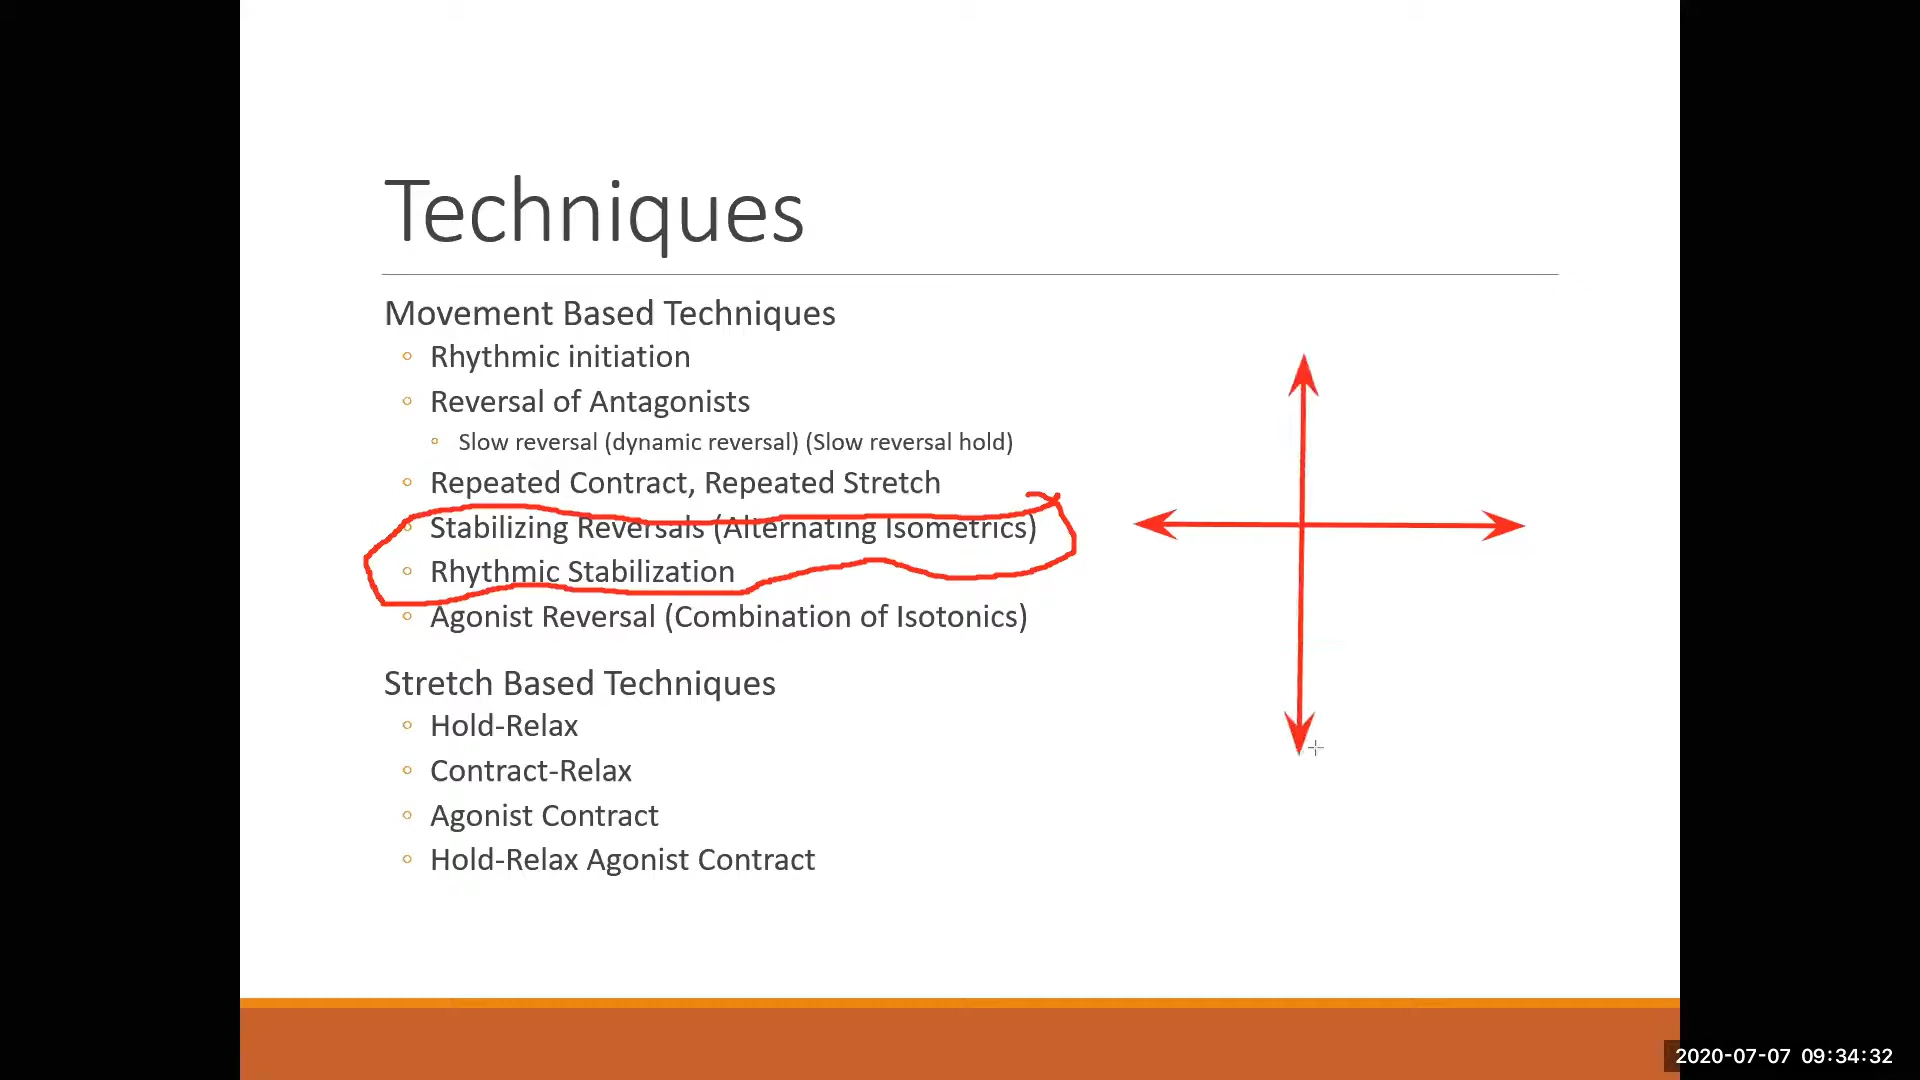 Techniques
Movement Based Techniques
Rhythmic initiation
Reversal of Antagonists
Slow reversal (dynamic reversal) (Slow reversal hold)
Repeated Contract, Repeated Stretch
Stabilizing Reversals (Alternating Isometrics)
Rhythmic Stabilization
Agonist Reversal (Combination of Isotonics)
Stretch Based Techniques
Hold-Relax
Contract-Relax
Agonist Contract
Hold-Relax Agonist Contract
2020-07-07 09:34:32